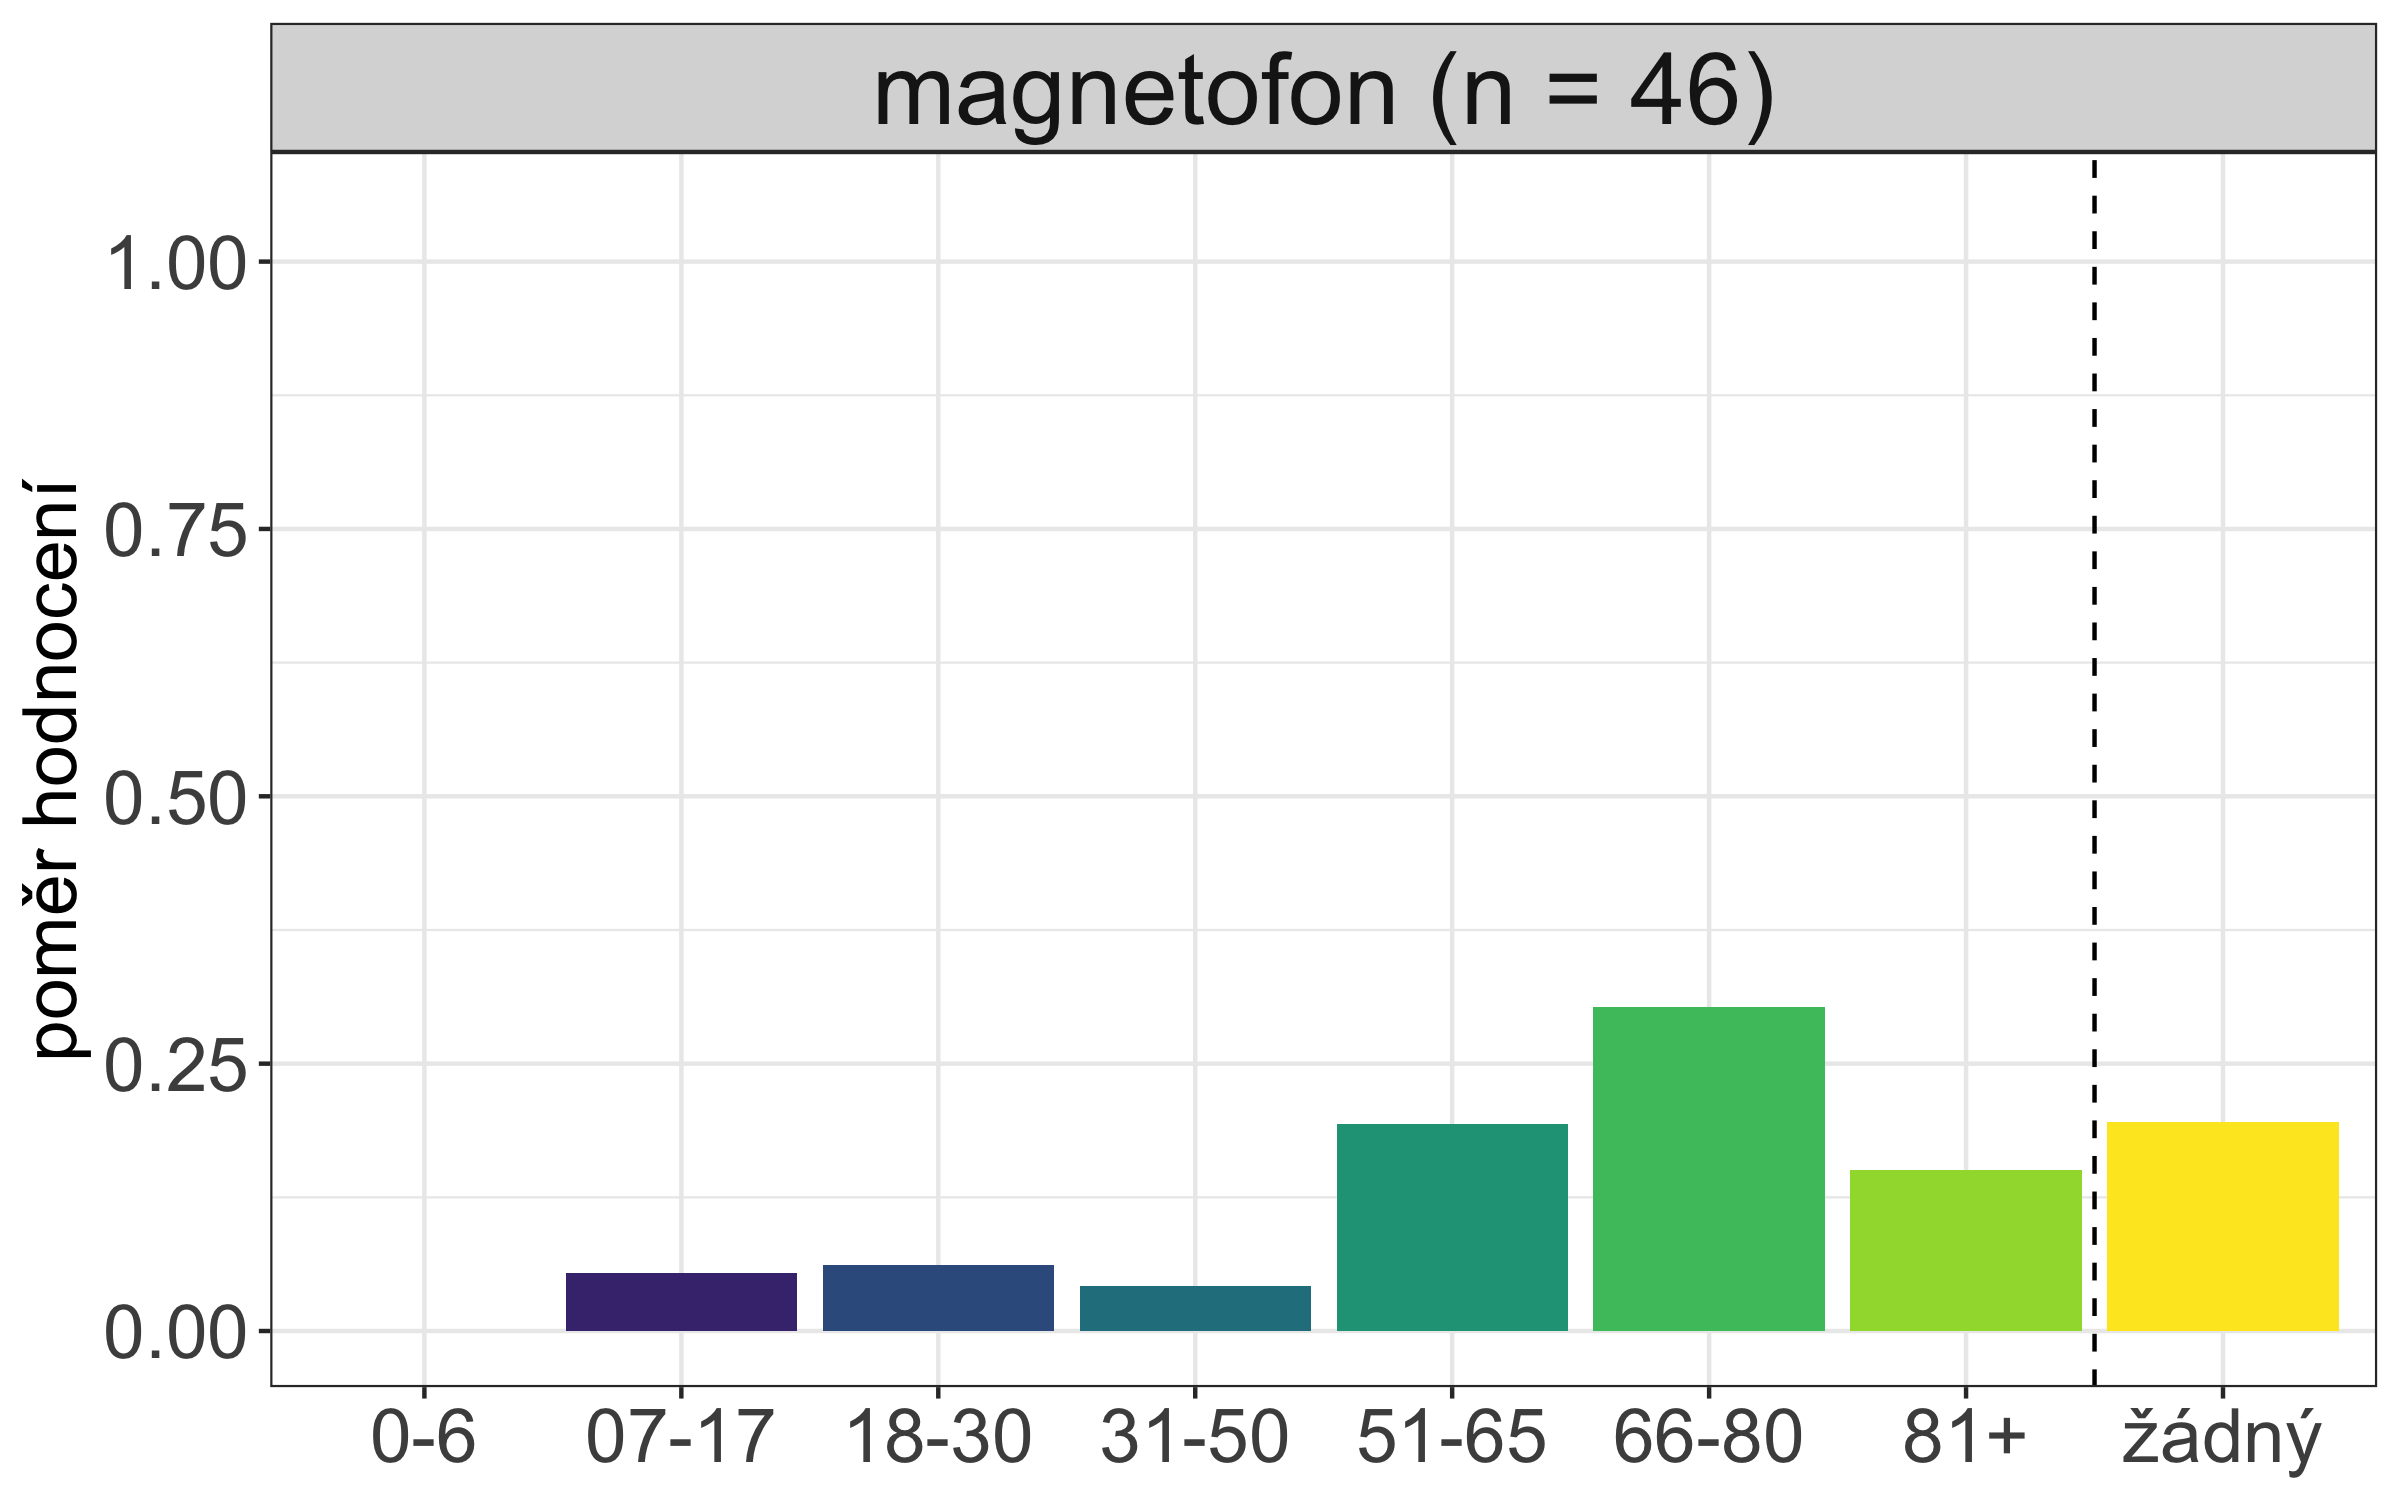 magnetofon (n = 46)
poměr hodnocení
1.00
0.75
0.50
0.25
0.00
0-6 07-17 18-30 31-50 51-65 66-80 81+ žádný